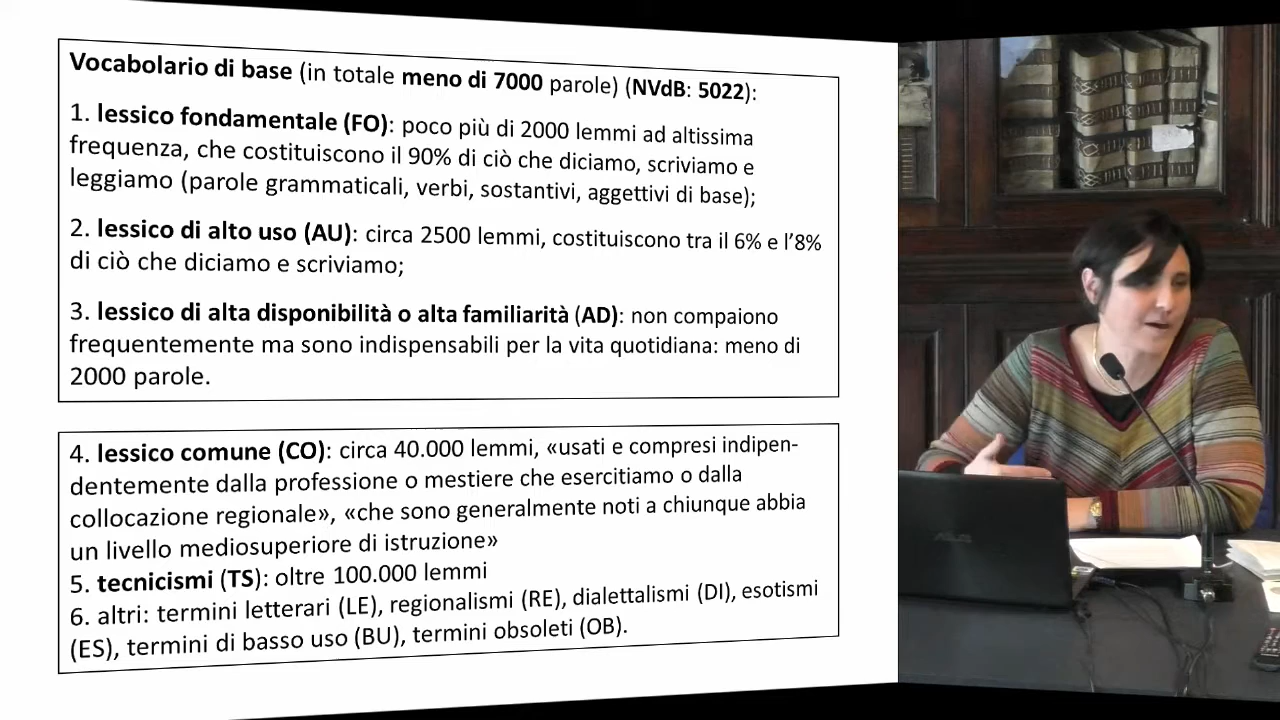 Vocabolario di base (in totale meno di 7000 parole) (NVdB: 5022):
1. lessico fondamentale (FO): poco più di 2000 lemmi ad altissima
frequenza, che costituiscono il 90% di ciò che diciamo, scriviamo e
leggiamo (parole grammaticali, verbi, sostantivi, aggettivi di base);
2. lessico di alto uso (AU): circa 2500 lemmi, costituiscono tra il 6% e l’8%
di ciò che diciamo e scriviamo;
3. lessico di alta disponibilità o alta familiarità (AD): non compaiono
frequentemente ma sono indispensabili per la vita quotidiana: meno di
2000 parole.
4. lessico comune (CO): circa 40.000 lemmi, «usati e compresi indipen-
dentemente dalla professione o mestiere che esercitiamo o dalla
collocazione regionale», «che sono generalmente noti a chiunque abbia
un livello mediosuperiore di istruzione»
5. tecnicismi (TS): oltre 100.000 lemmi
6. altri: termini letterari (LE), regionalismi (RE), dialettalismi (DI), esotismi
(ES), termini di basso uso (BU), termini obsoleti (OB).
ASUS